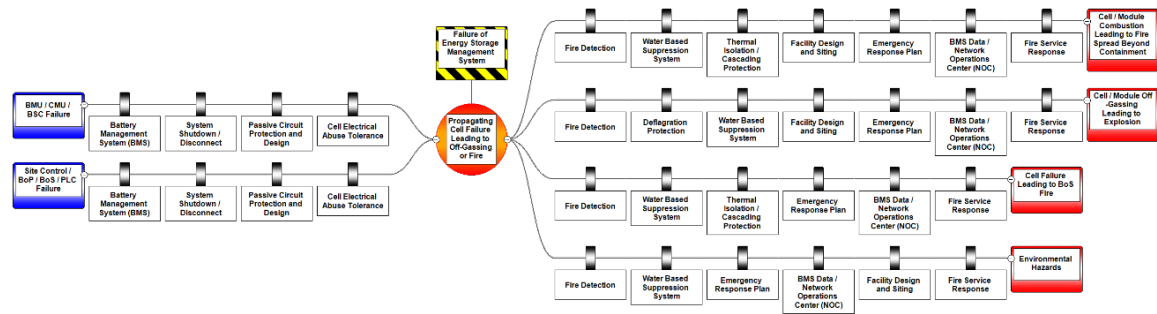 Failure of
Energy Storage
Management
System
BMU / CMU /
BSC Failure
Battery
Management
System (BMS)
System
Shutdown /
Disconnect
Passive Circuit
Protection and
Design
Cell Electrical
Abuse Tolerance
Site Control /
BoP / BoS / PLC
Failure
Battery
Management
System (BMS)
System
Shutdown /
Disconnect
Passive Circuit
Protection and
Design
Cell Electrical
Abuse Tolerance
Propagating
Cell Failure
Leading to
Off-Gassing
or Fire
Fire Detection
Water Based
Suppression
System
Thermal
Isolation /
Cascading
Protection
Facility Design
and Siting
Emergency
Response Plan
BMS Data /
Network
Operations
Center (NOC)
Fire Service
Response
Cell / Module
Combustion
Leading to Fire
Spread Beyond
Containment
Fire Detection
Deflagration
Protection
Water Based
Suppression
System
Facility Design
and Siting
Emergency
Response Plan
BMS Data /
Network
Operations
Center (NOC)
Fire Service
Response
Cell / Module Off
-Gassing
Leading to
Explosion
Fire Detection
Water Based
Suppression
System
Thermal
Isolation /
Cascading
Protection
Emergency
Response Plan
BMS Data /
Network
Operations
Center (NOC)
Fire Service
Response
Cell Failure
Leading to BoS
Fire
Fire Detection
Water Based
Suppression
System
Emergency
Response Plan
BMS Data /
Network
Operations
Center (NOC)
Facility Design
and Siting
Fire Service
Response
Environmental
Hazards